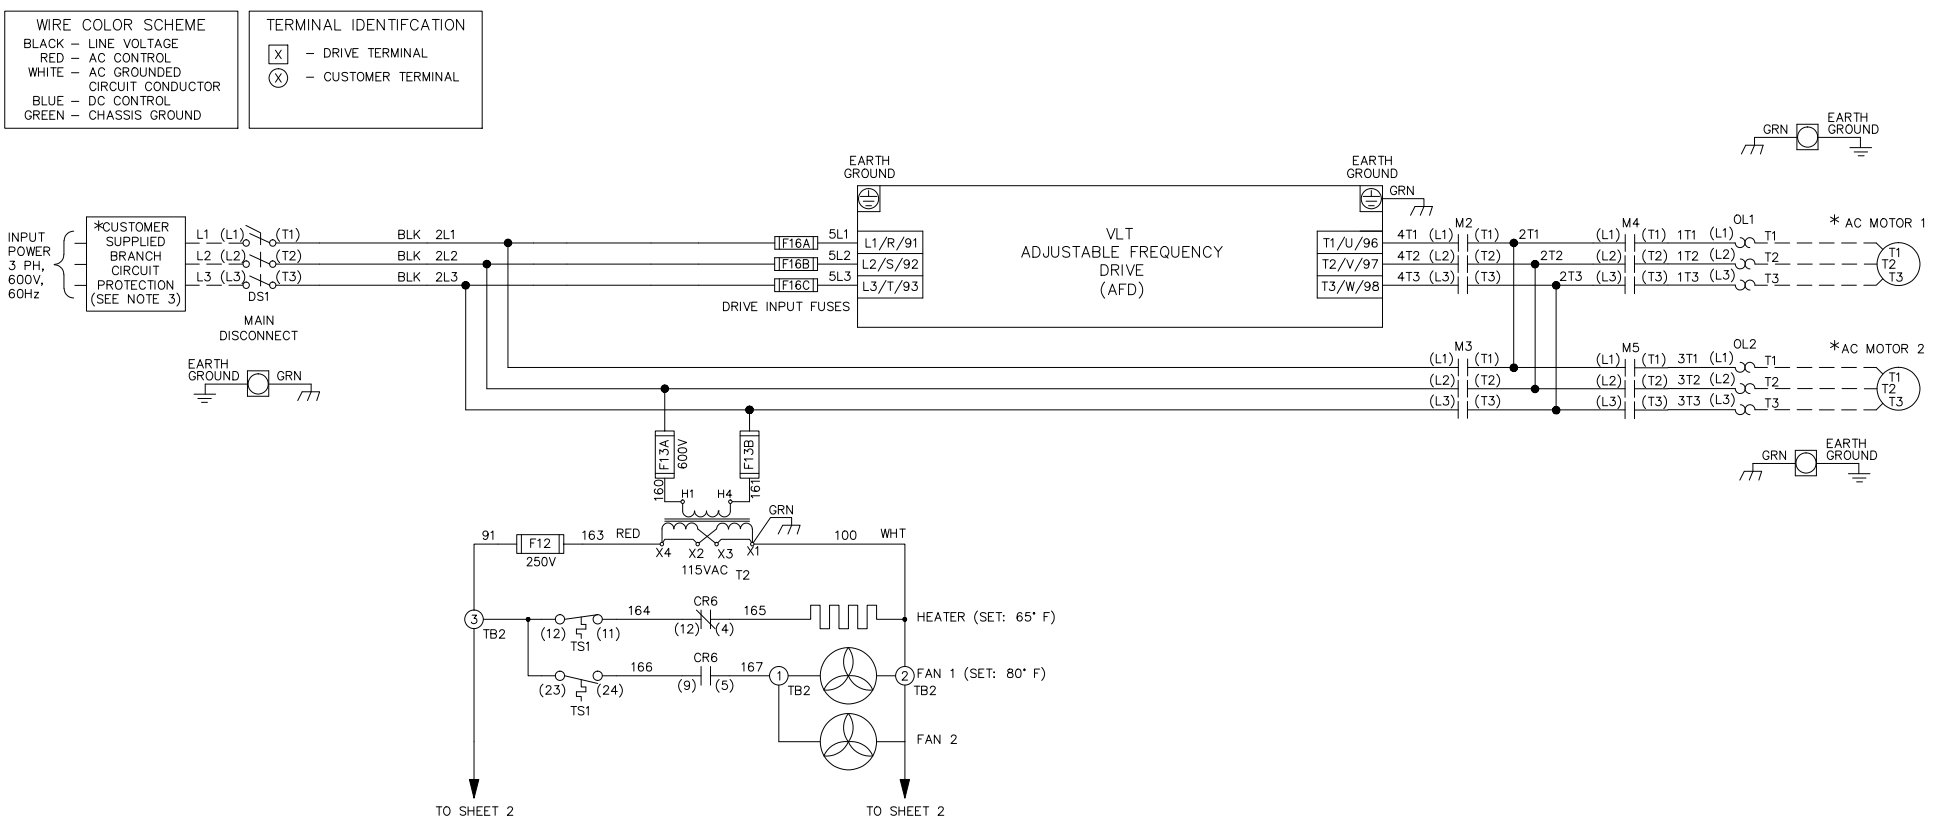 WIRE COLOR SCHEME
BLACK – LINE VOLTAGE
RED – AC CONTROL
WHITE – AC GROUNDED
CIRCUIT CONDUCTOR
BLUE – DC CONTROL
GREEN – CHASSIS GROUND
TERMINAL IDENTIFCATION
X – DRIVE TERMINAL
X – CUSTOMER TERMINAL
GRN
EARTH
GROUND
EARTH
GROUND
EARTH
GROUND
GRN
INPUT
POWER
3 PH,
600V,
60Hz
*CUSTOMER
SUPPLIED
BRANCH
CIRCUIT
PROTECTION
(SEE NOTE 3)
L1 (L1) (T1) BLK 2L1 F16A 5L1 L1/R/91
L2 (L2) (T2) BLK 2L2 F16B 5L2 L2/S/92
L3 (L3) (T3) BLK 2L3 F16C 5L3 L3/T/93
DS1
MAIN
DISCONNECT
DRIVE INPUT FUSES
VLT
ADJUSTABLE FREQUENCY
DRIVE
(AFD)
M2 M4 OL1 * AC MOTOR 1
T1/U/96 4T1 (L1) (T1) 2T1 (L1) (T1) 1T1 (L1) T1 T1
T2/V/97 4T2 (L2) (T2) 2T2 (L2) (T2) 1T2 (L2) T2 T2
T3/W/98 4T3 (L3) (T3) 2T3 (L3) (T3) 1T3 (L3) T3 T3
EARTH
GROUND
GRN
M3 M5 OL2 *AC MOTOR 2
(L1) (T1) (L1) (T1) 3T1 (L1) T1 T1
(L2) (T2) (L2) (T2) 3T2 (L2) T2 T2
(L3) (T3) (L3) (T3) 3T3 (L3) T3 T3
GRN
EARTH
GROUND
F13A
600V
F13B
160
H1 H4
161
GRN
91 F12 163 RED
250V
X4 X2 X3 X1
115VAC T2
100 WHT
3
TB2
(12) (11)
TS1
164
CR6
(12) (4)
165
HEATER (SET: 65° F)
(23) (24)
TS1
166
CR6
(9) (5)
167
1
TB2
2
TB2
FAN 1 (SET: 80° F)
FAN 2
TO SHEET 2
TO SHEET 2